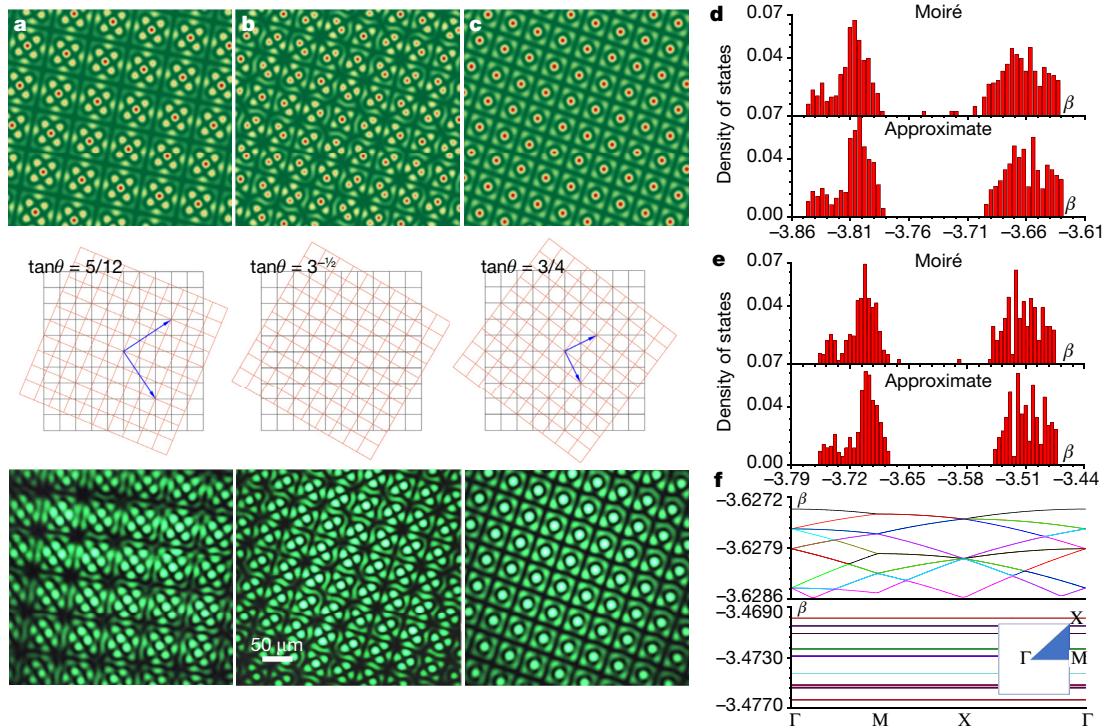 a
b
c
tanθ = 5/12
tanθ = 3⁻½
tanθ = 3/4
50 μm
d
Moiré
0.07
0.04
Density of states
β
0.07
Approximate
0.04
0.00
β
−3.86 −3.81 −3.76 −3.71 −3.66 −3.61
e
Moiré
0.07
0.04
Density of states
β
0.07
Approximate
0.04
0.00
β
−3.79 −3.72 −3.65 −3.58 −3.51 −3.44
f
−3.6272
β
−3.6279
−3.6286
−3.4690
β
X
−3.4730
Γ M
−3.4770
Γ M X Γ